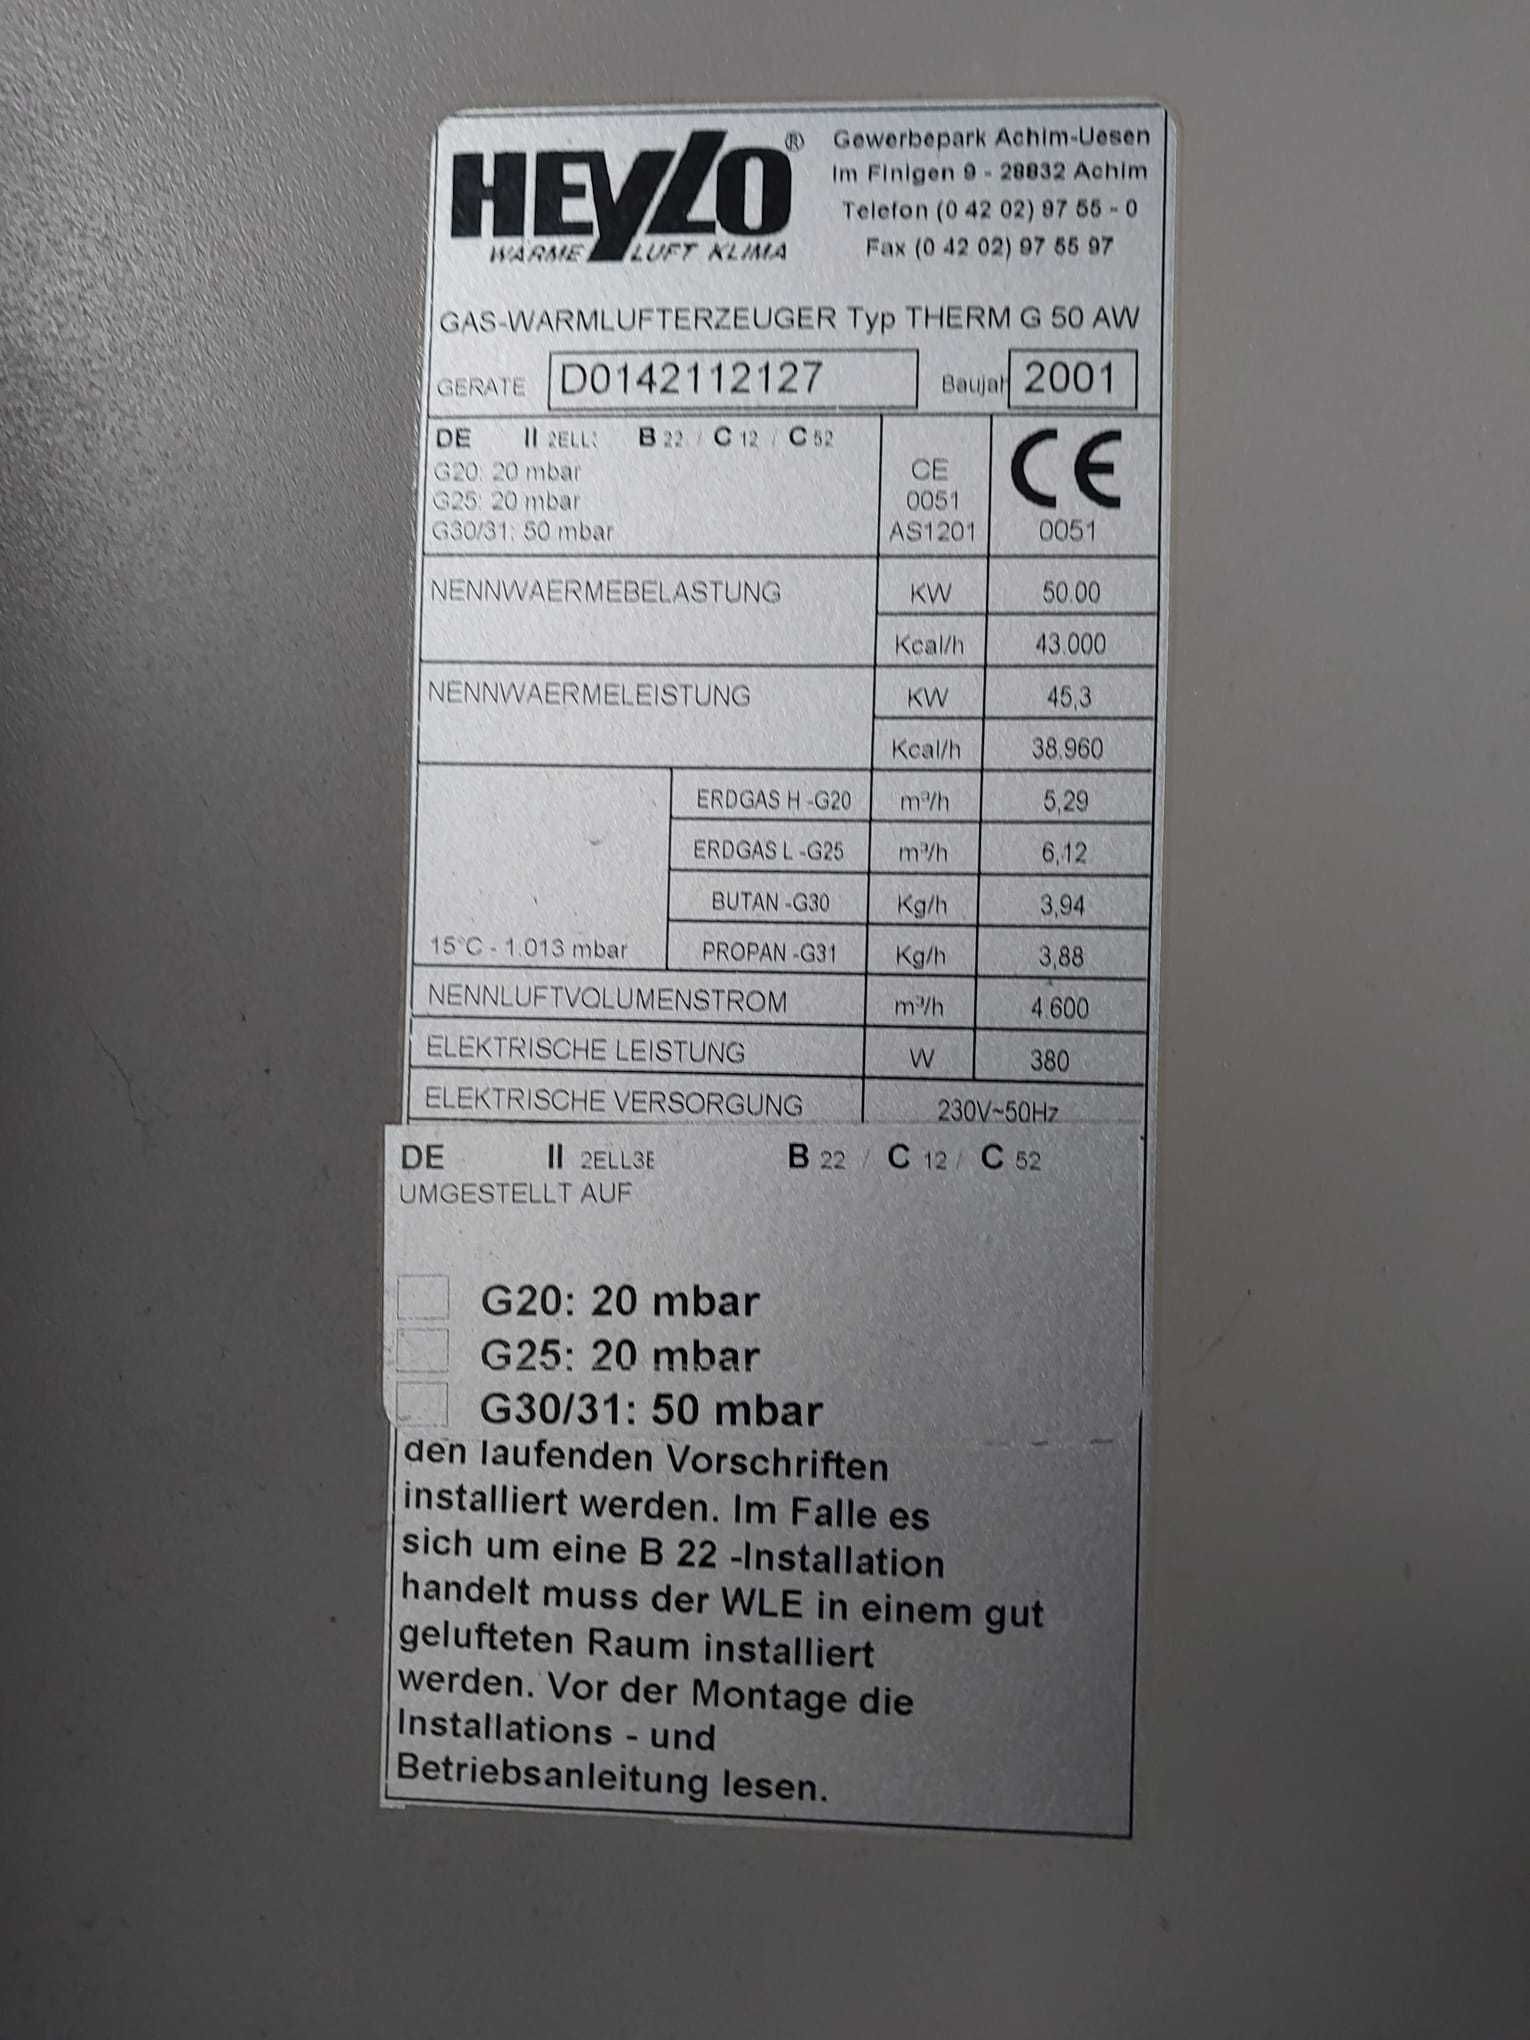 HEYLO ® Gewerbepark Achim-Uesen
WÄRME LUFT KLIMA Im Finigen 9 - 28832 Achim
Telefon (0 42 02) 97 55 - 0
Fax (0 42 02) 97 55 97
GAS-WARMLUFTERZEUGER Typ THERM G 50 AW
GERATE D0142112127 Baujah 2001
DE II 2ELL B 22 / C 12 / C 52
G20: 20 mbar
G25: 20 mbar
G30/31: 50 mbar
CE
0051
AS1201
CE
0051
NENNWAERMEBELASTUNG KW 50.00
Kcal/h 43.000
NENNWAERMELEISTUNG KW 45,3
Kcal/h 38.960
ERDGAS H -G20 m³/h 5,29
ERDGAS L -G25 m³/h 6,12
BUTAN -G30 Kg/h 3,94
15°C - 1.013 mbar PROPAN -G31 Kg/h 3,88
NENNLUFTVOLUMENSTROM m³/h 4.600
ELEKTRISCHE LEISTUNG W 380
ELEKTRISCHE VERSORGUNG 230V~50Hz
DE II 2ELL3B B 22 / C 12 / C 52
UMGESTELLT AUF
G20: 20 mbar
G25: 20 mbar
G30/31: 50 mbar
den laufenden Vorschriften
installiert werden. Im Falle es
sich um eine B 22 -Installation
handelt muss der WLE in einem gut
gelufteten Raum installiert
werden. Vor der Montage die
Installations - und
Betriebsanleitung lesen.